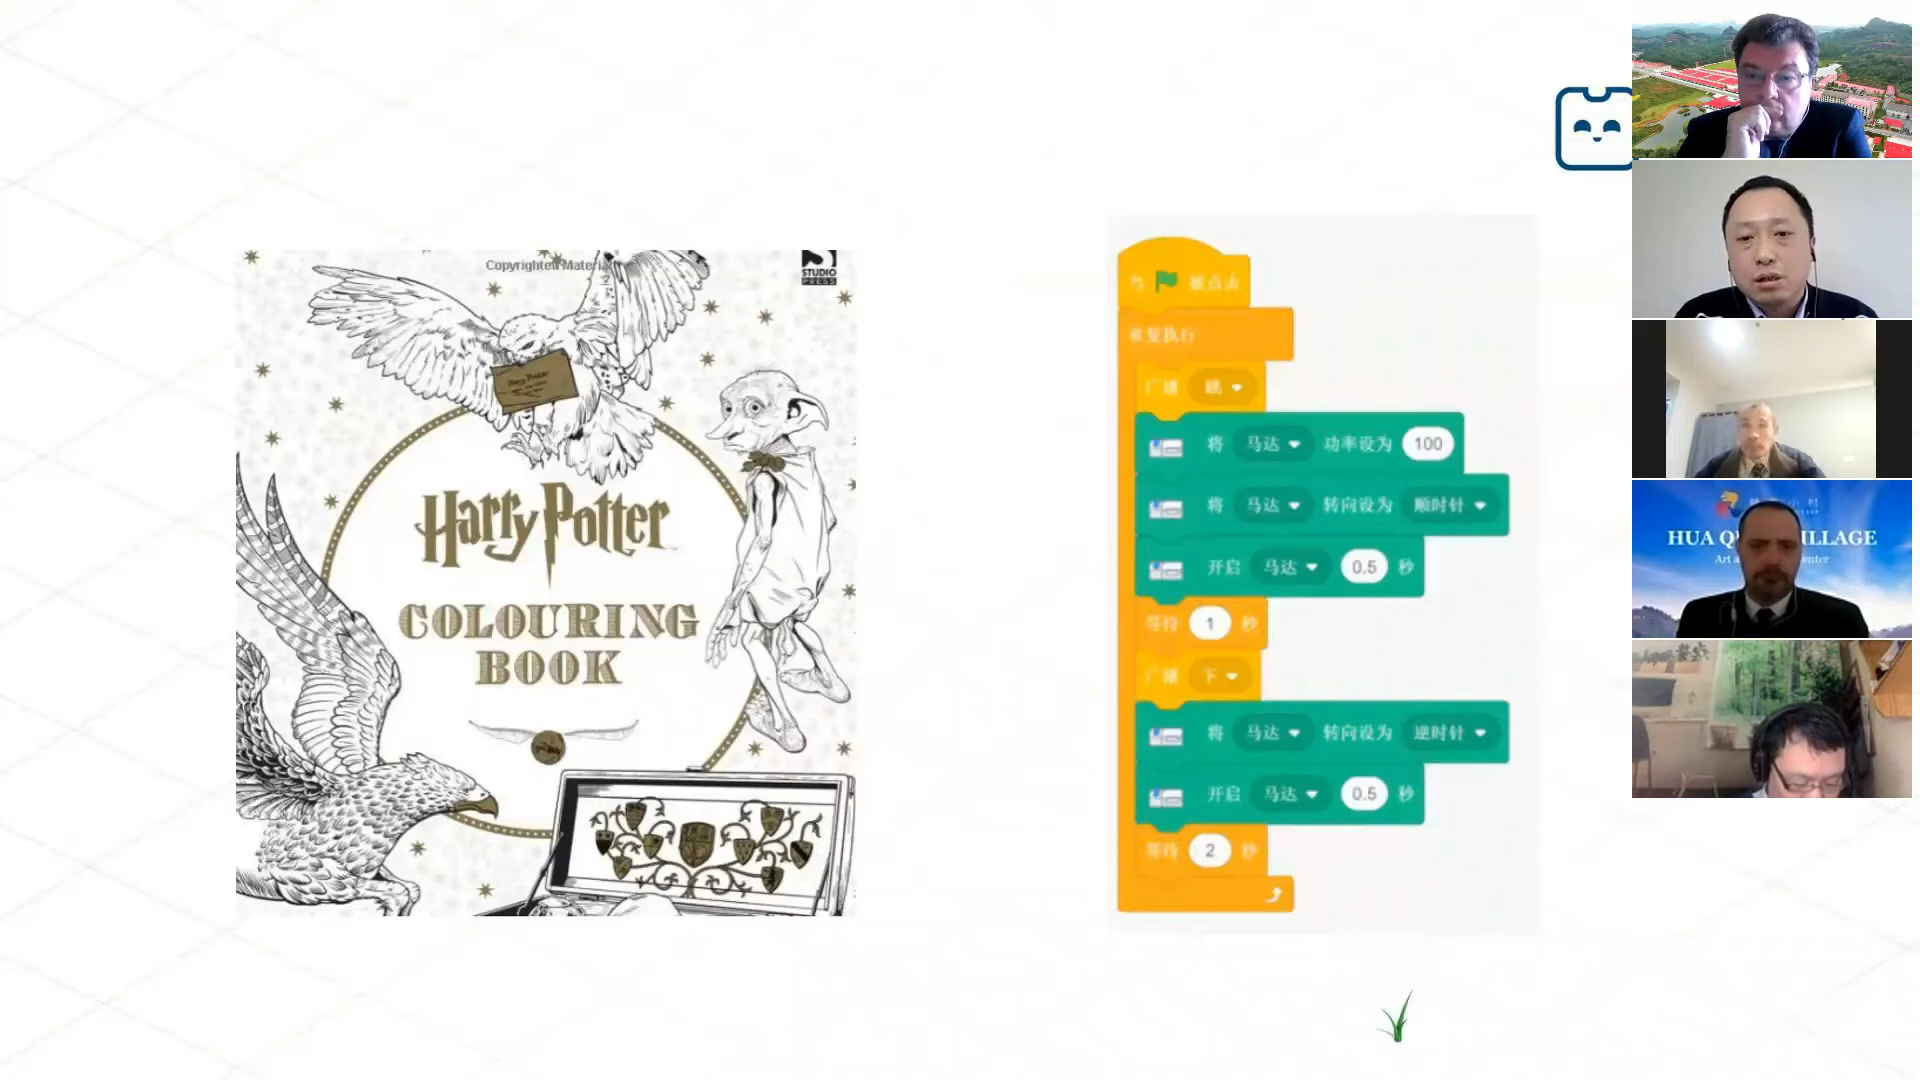 Copyrighted Material
STUDIO
PRESS
Harry Potter
Harry Potter
COLOURING
BOOK
当 被点击
重复执行
广播
将 马达 功率设为 100
将 马达 转向设为 顺时针
开启 马达 0.5 秒
等待 1 秒
广播 下
将 马达 转向设为 逆时针
开启 马达 0.5 秒
等待 2 秒
HUA
VILLAGE
Art